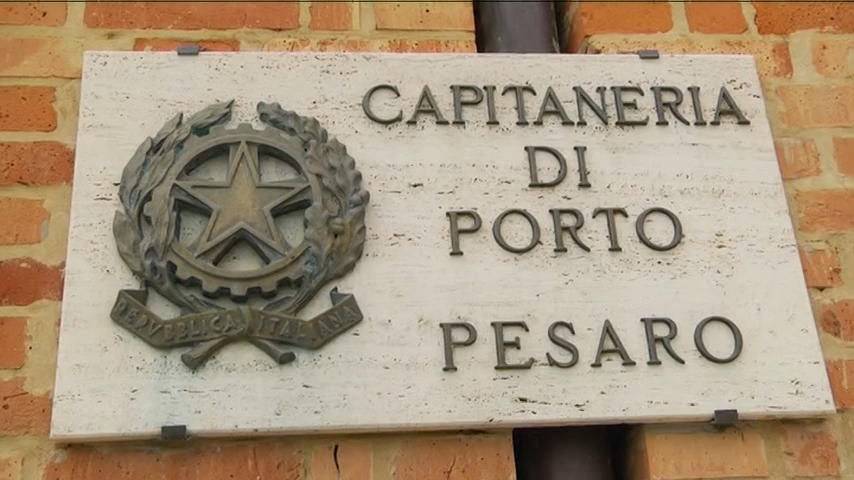 CAPITANERIA
DI
PORTO
PESARO
REPVBBLICA ITALIANA